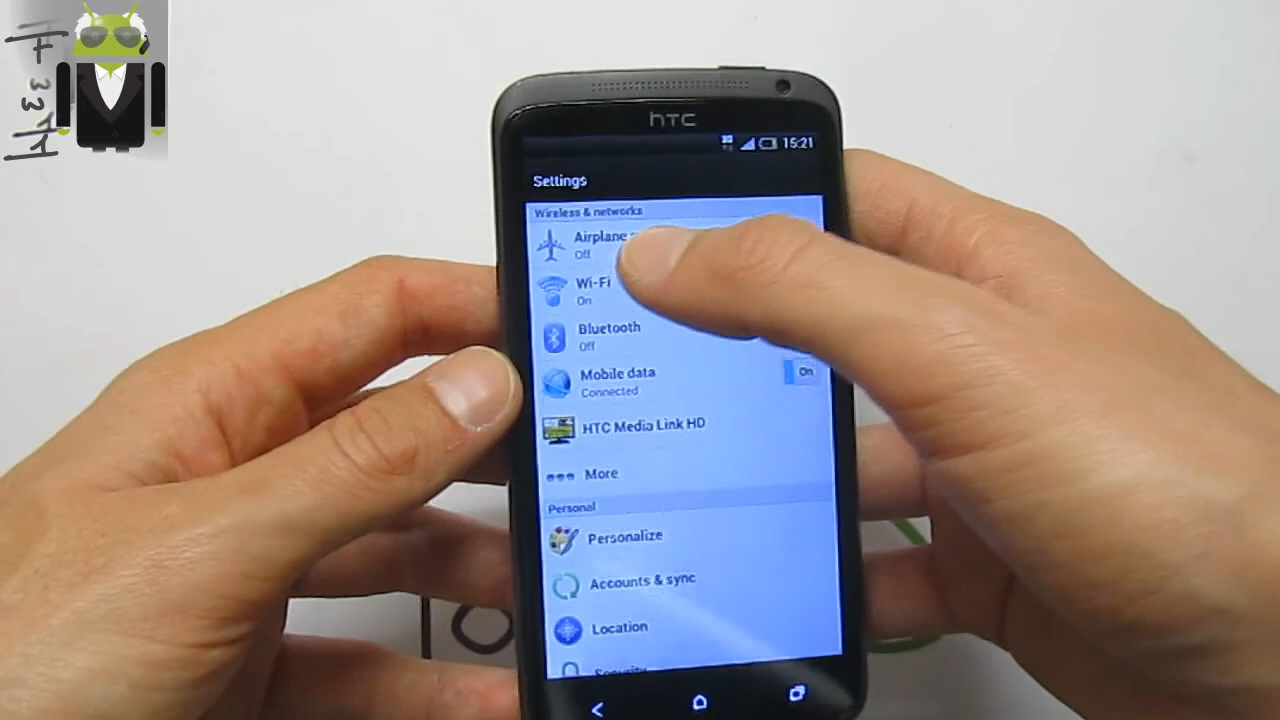 hTC
15:21
Settings
Wireless & networks
Airplane
Off
Wi-Fi
On
Bluetooth
Off
Mobile data
On
Connected
HTC Media Link HD
More
Personal
Personalize
Accounts & sync
Location
Security